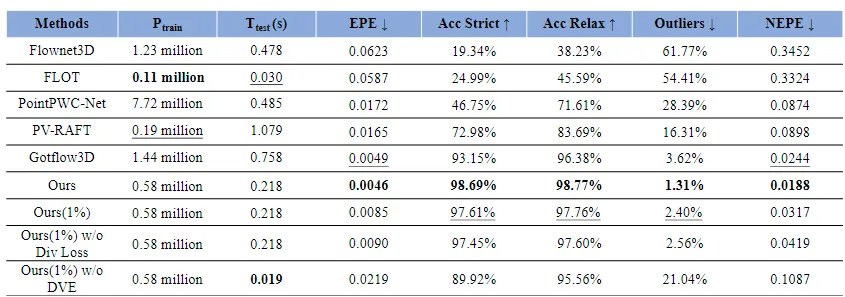 Methods Ptrain Ttest (s) EPE ↓ Acc Strict ↑ Acc Relax ↑ Outliers ↓ NEPE ↓
Flownet3D 1.23 million 0.478 0.0623 19.34% 38.23% 61.77% 0.3452
FLOT 0.11 million 0.030 0.0587 24.99% 45.59% 54.41% 0.3324
PointPWC-Net 7.72 million 0.485 0.0172 46.75% 71.61% 28.39% 0.0874
PV-RAFT 0.19 million 1.079 0.0165 72.98% 83.69% 16.31% 0.0898
Gotflow3D 1.44 million 0.758 0.0049 93.15% 96.38% 3.62% 0.0244
Ours 0.58 million 0.218 0.0046 98.69% 98.77% 1.31% 0.0188
Ours(1%) 0.58 million 0.218 0.0085 97.61% 97.76% 2.40% 0.0317
Ours(1%) w/o
Div Loss 0.58 million 0.218 0.0090 97.45% 97.60% 2.56% 0.0419
Ours(1%) w/o
DVE 0.58 million 0.019 0.0219 89.92% 95.56% 21.04% 0.1087